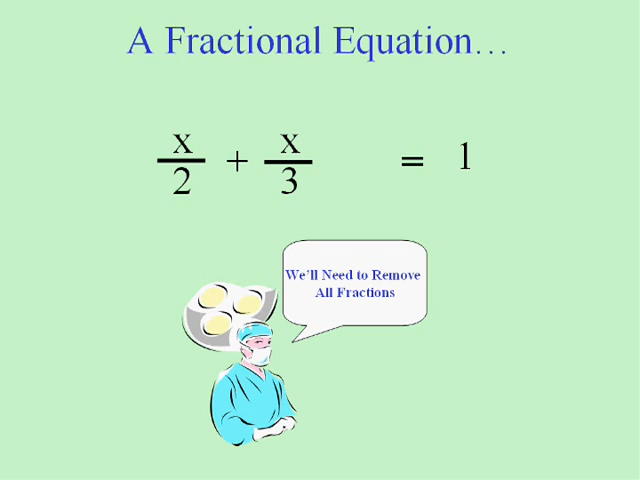 A Fractional Equation…
x/2 + x/3 = 1
We'll Need to Remove
All Fractions